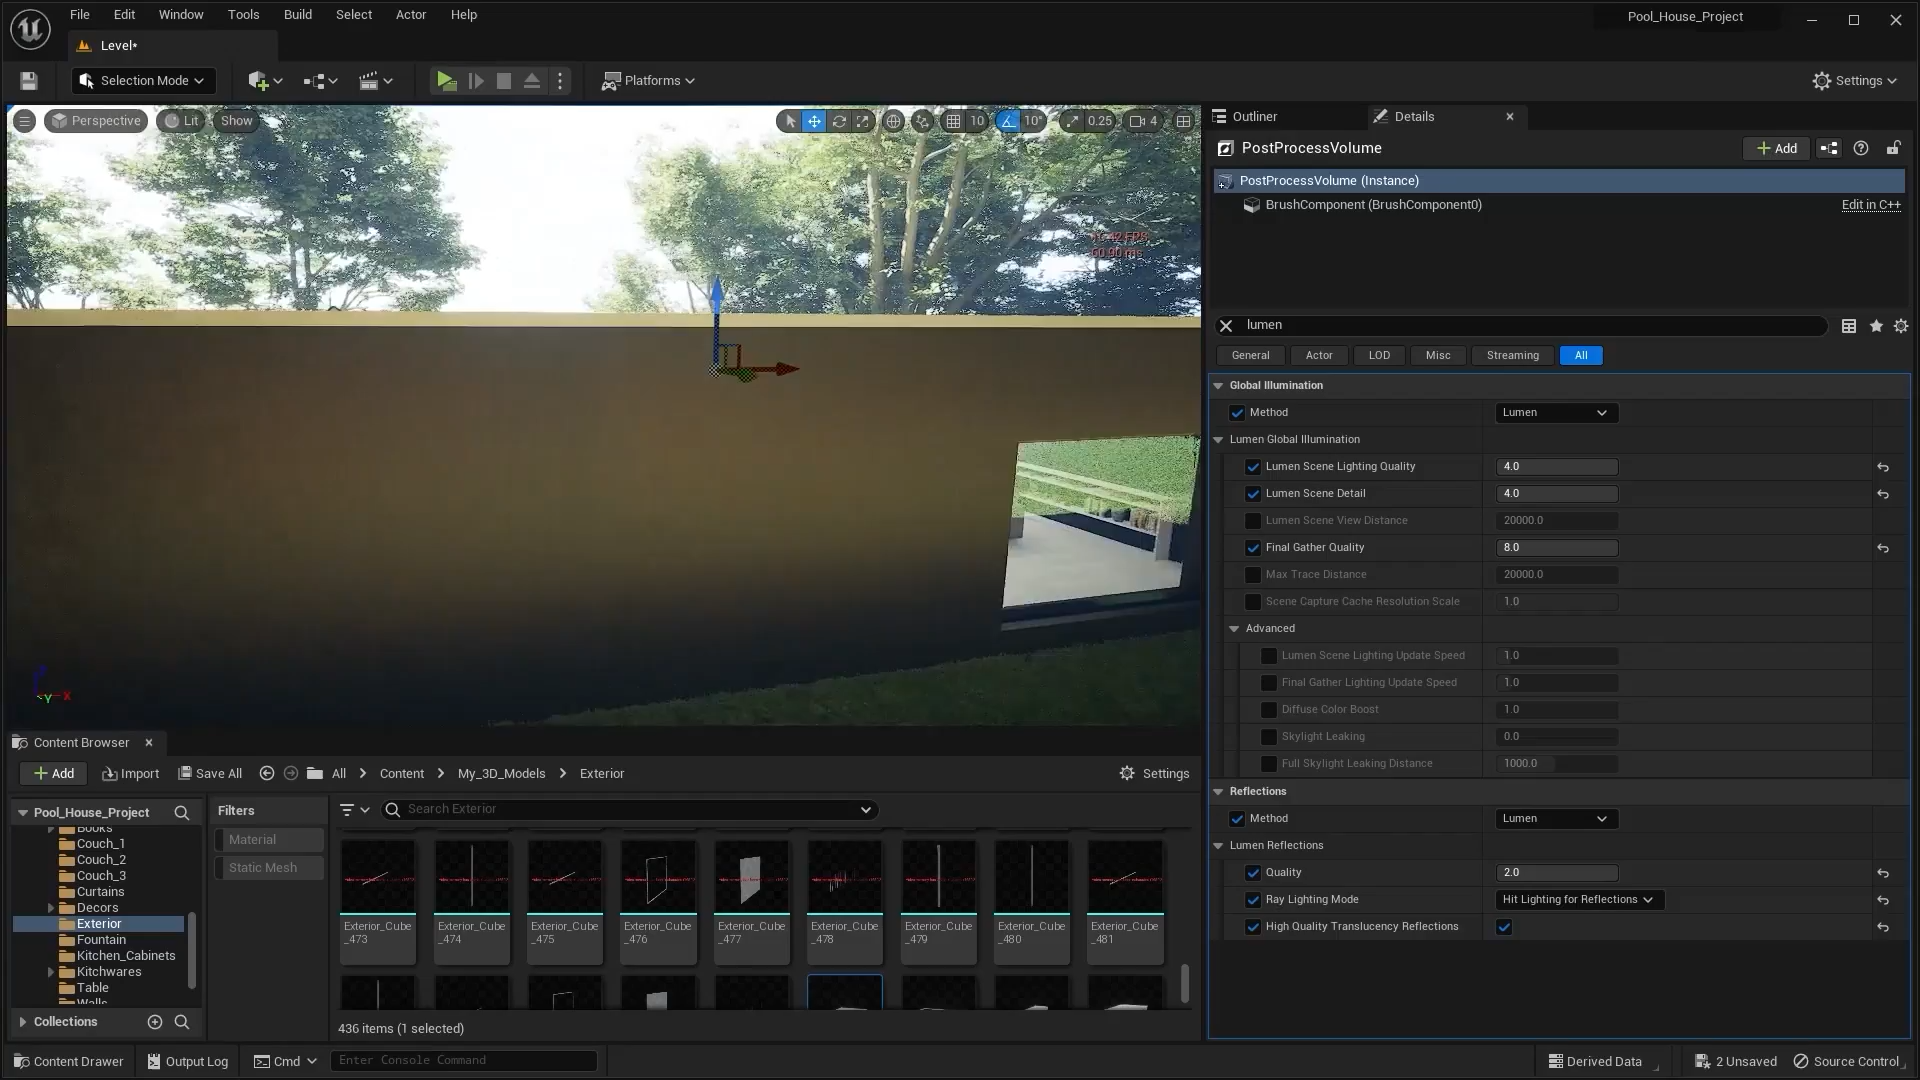 File Edit Window Tools Build Select Actor Help
Pool_House_Project
Level*
Selection Mode
Platforms
Settings
Perspective
Lit
Show
10
10°
0.25
4
60.90 ms
Y
X
Outliner
Details
PostProcessVolume
Add
PostProcessVolume (Instance)
BrushComponent (BrushComponent0)
Edit in C++
lumen
General Actor LOD Misc Streaming All
Global Illumination
Method Lumen
Lumen Global Illumination
Lumen Scene Lighting Quality 4.0
Lumen Scene Detail 4.0
Lumen Scene View Distance 20000.0
Final Gather Quality 8.0
Max Trace Distance 20000.0
Scene Capture Cache Resolution Scale 1.0
Advanced
Lumen Scene Lighting Update Speed 1.0
Final Gather Lighting Update Speed 1.0
Diffuse Color Boost 1.0
Skylight Leaking 0.0
Full Skylight Leaking Distance 1000.0
Reflections
Method Lumen
Lumen Reflections
Quality 2.0
Ray Lighting Mode Hit Lighting for Reflections
High Quality Translucency Reflections
Content Browser
Add Import Save All All Content My_3D_Models Exterior Settings
Pool_House_Project
Books
Couch_1
Couch_2
Couch_3
Curtains
Decors
Exterior
Fountain
Kitchen_Cabinets
Kitchwares
Table
Walls
Collections
Filters
Material
Static Mesh
Search Exterior
Exterior_Cube_473
Exterior_Cube_474
Exterior_Cube_475
Exterior_Cube_476
Exterior_Cube_477
Exterior_Cube_478
Exterior_Cube_479
Exterior_Cube_480
Exterior_Cube_481
436 items (1 selected)
Content Drawer Output Log Cmd Enter Console Command
Derived Data 2 Unsaved Source Control